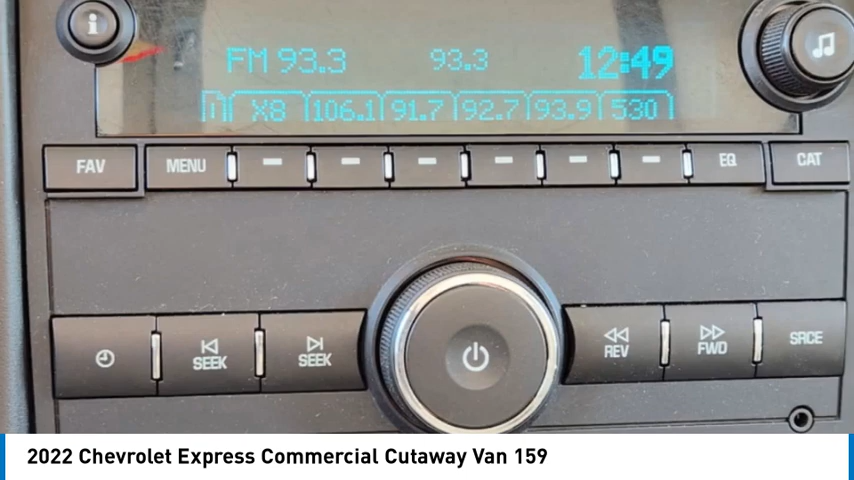 i
FM 93.3 93.3 12:49
X8 106.1 91.7 92.7 93.9 530
FAV MENU EQ CAT
SEEK SEEK REV FWD SRCE
2022 Chevrolet Express Commercial Cutaway Van 159